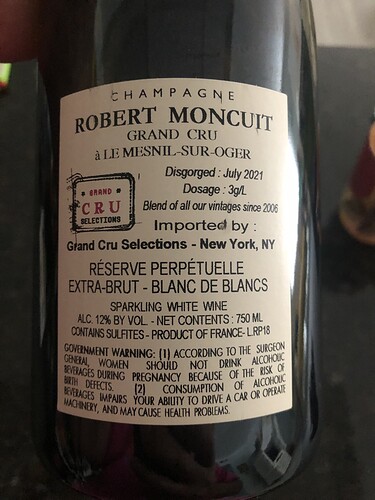 CHAMPAGNE
ROBERT MONCUIT
GRAND CRU
à LE MESNIL-SUR-OGER
Disgorged : July 2021
Dosage : 3g/L
Blend of all our vintages since 2006
GRAND
CRU
SELECTIONS
Imported by :
Grand Cru Selections - New York, NY
RÉSERVE PERPÉTUELLE
EXTRA-BRUT - BLANC DE BLANCS
SPARKLING WHITE WINE
ALC. 12% BY VOL. - NET CONTENTS : 750 ML
CONTAINS SULFITES - PRODUCT OF FRANCE- L.RP18
GOVERNMENT WARNING: (1) ACCORDING TO THE SURGEON
GENERAL, WOMEN SHOULD NOT DRINK ALCOHOLIC
BEVERAGES DURING PREGNANCY BECAUSE OF THE RISK OF
BIRTH DEFECTS. (2) CONSUMPTION OF ALCOHOLIC
BEVERAGES IMPAIRS YOUR ABILITY TO DRIVE A CAR OR OPERATE
MACHINERY, AND MAY CAUSE HEALTH PROBLEMS.